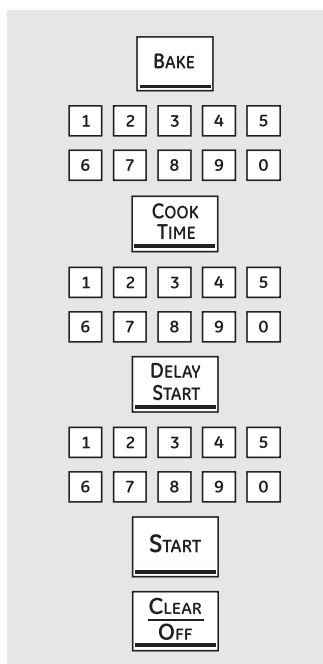 BAKE
1 2 3 4 5
6 7 8 9 0
COOK
TIME
1 2 3 4 5
6 7 8 9 0
DELAY
START
1 2 3 4 5
6 7 8 9 0
START
CLEAR
OFF